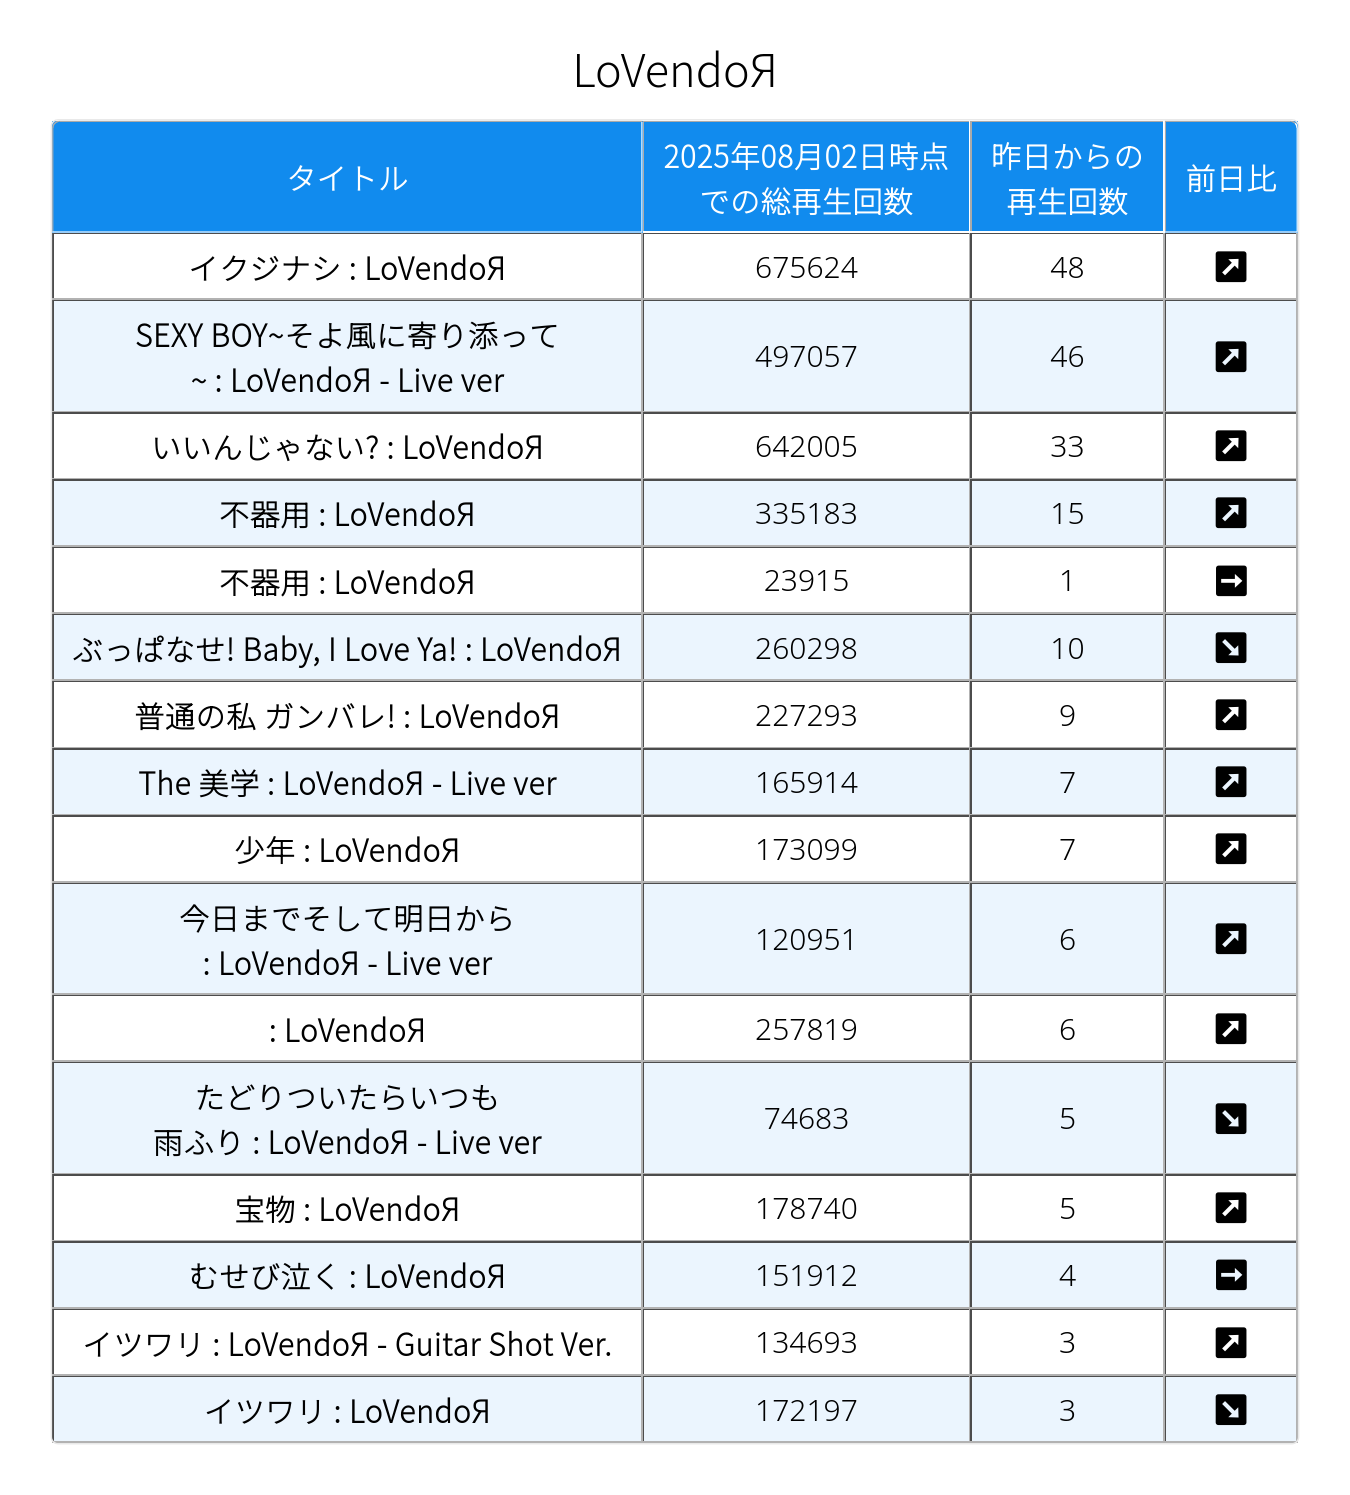 LoVendoЯ
タイトル
2025年08月02日時点
での総再生回数
昨日からの
再生回数
前日比
イクジナシ : LoVendoЯ
675624
48
SEXY BOY~そよ風に寄り添って
~ : LoVendoЯ - Live ver
497057
46
いいんじゃない? : LoVendoЯ
642005
33
不器用 : LoVendoЯ
335183
15
不器用 : LoVendoЯ
23915
1
ぶっぱなせ! Baby, I Love Ya! : LoVendoЯ
260298
10
普通の私 ガンバレ! : LoVendoЯ
227293
9
The 美学 : LoVendoЯ - Live ver
165914
7
少年 : LoVendoЯ
173099
7
今日までそして明日から
: LoVendoЯ - Live ver
120951
6
: LoVendoЯ
257819
6
たどりついたらいつも
雨ふり : LoVendoЯ - Live ver
74683
5
宝物 : LoVendoЯ
178740
5
むせび泣く : LoVendoЯ
151912
4
イツワリ : LoVendoЯ - Guitar Shot Ver.
134693
3
イツワリ : LoVendoЯ
172197
3